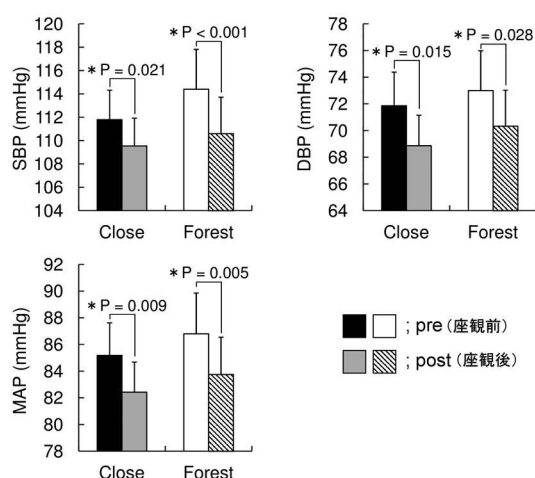 SBP (mmHg)
120
118
116
114
112
110
108
106
104
* P = 0.021
* P < 0.001
Close Forest
DBP (mmHg)
78
76
74
72
70
68
66
64
* P = 0.015
* P = 0.028
Close Forest
MAP (mmHg)
92
90
88
86
84
82
80
78
* P = 0.009
* P = 0.005
Close Forest
; pre (座観前)
; post (座観後)